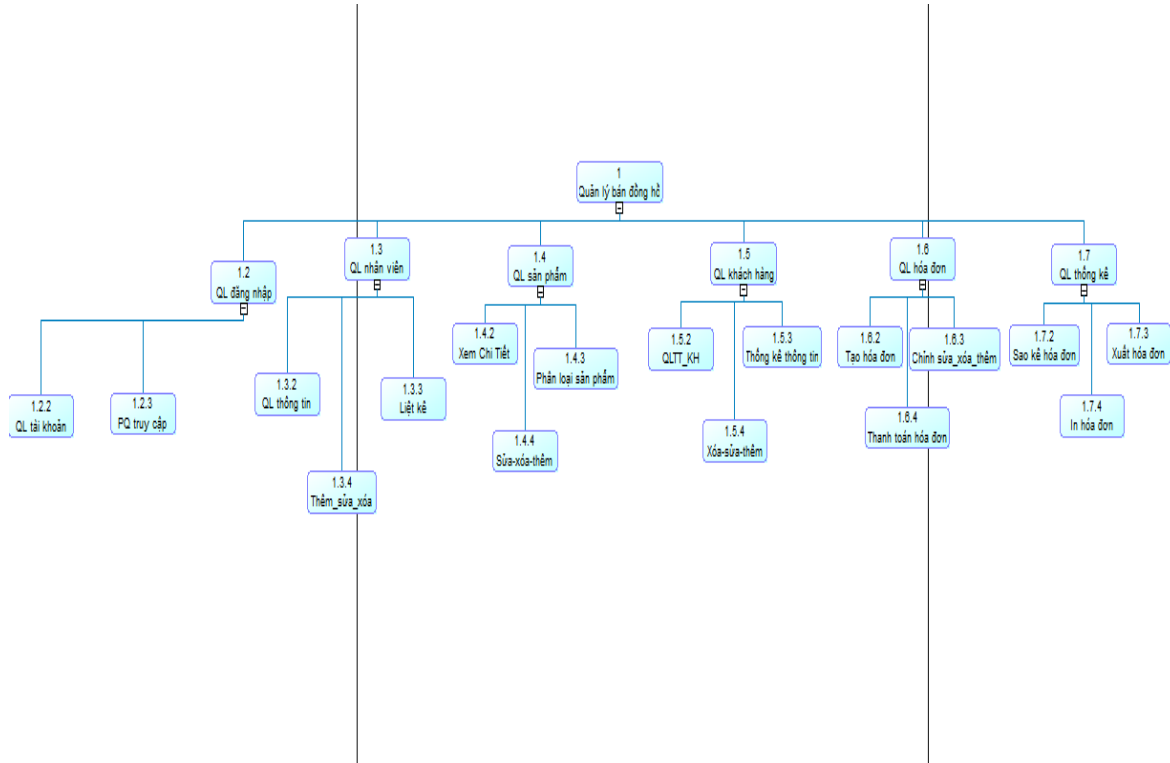 1
Quản lý bán đồng hồ
1.2
QL đăng nhập
1.3
QL nhân viên
1.4
QL sản phẩm
1.5
QL khách hàng
1.6
QL hóa đơn
1.7
QL thống kê
1.2.2
QL tài khoản
1.2.3
PQ truy cập
1.3.2
QL thông tin
1.3.3
Liệt kê
1.3.4
Thêm_sửa_xóa
1.4.2
Xem Chi Tiết
1.4.3
Phân loại sản phẩm
1.4.4
Sửa-xóa-thêm
1.5.2
QLTT_KH
1.5.3
Thống kê thông tin
1.5.4
Xóa-sửa-thêm
1.6.2
Tạo hóa đơn
1.6.3
Chỉnh sửa_xóa_thêm
1.6.4
Thanh toán hóa đơn
1.7.2
Sao kê hóa đơn
1.7.3
Xuất hóa đơn
1.7.4
In hóa đơn